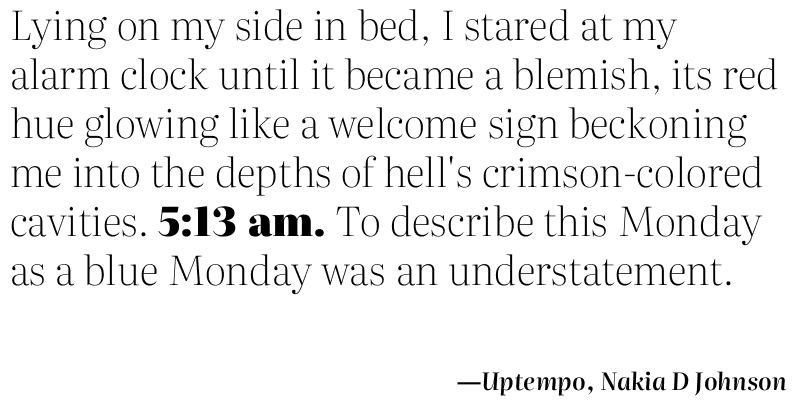 Lying on my side in bed, I stared at my
alarm clock until it became a blemish, its red
hue glowing like a welcome sign beckoning
me into the depths of hell's crimson-colored
cavities. 5:13 am. To describe this Monday
as a blue Monday was an understatement.
—Uptempo, Nakia D Johnson